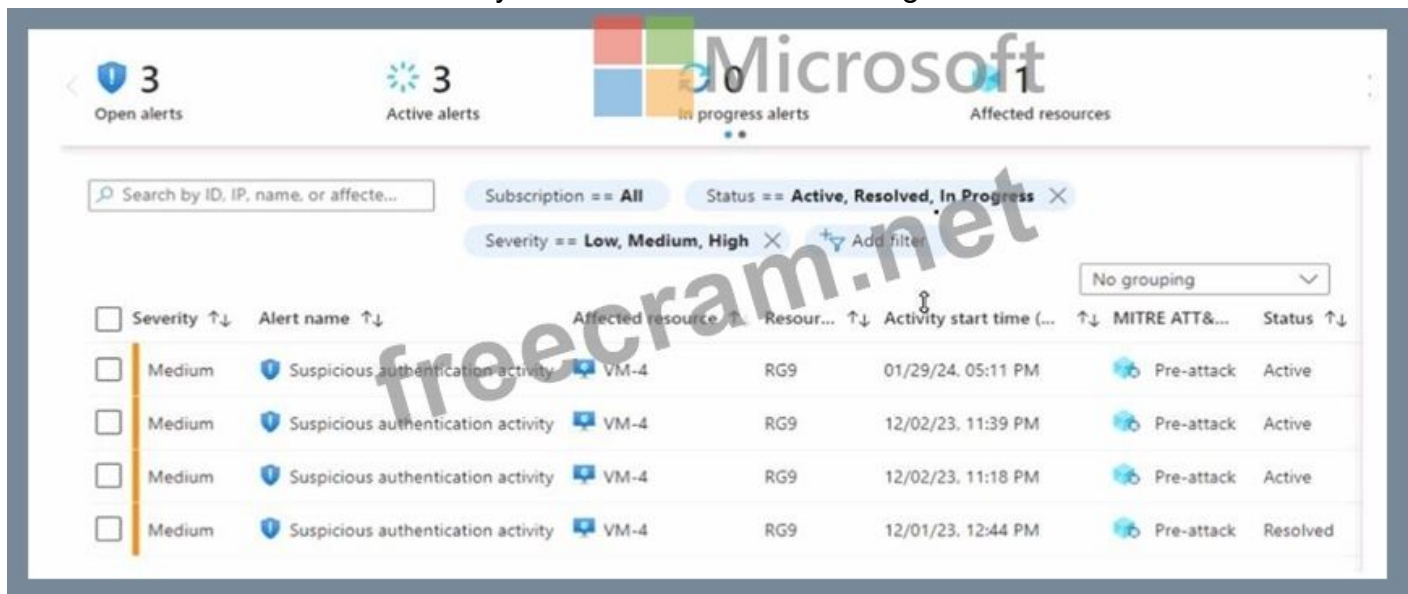 3 3 0 1
Open alerts Active alerts In progress alerts Affected resources
Microsoft
Search by ID, IP, name, or affecte... Subscription == All Status == Active, Resolved, In Progress
Severity == Low, Medium, High Add filter
No grouping
Severity Alert name Affected resource Resour... Activity start time (... MITRE ATT&... Status
Medium Suspicious authentication activity VM-4 RG9 01/29/24, 05:11 PM Pre-attack Active
Medium Suspicious authentication activity VM-4 RG9 12/02/23, 11:39 PM Pre-attack Active
Medium Suspicious authentication activity VM-4 RG9 12/02/23, 11:18 PM Pre-attack Active
Medium Suspicious authentication activity VM-4 RG9 12/01/23, 12:44 PM Pre-attack Resolved
freecram.net